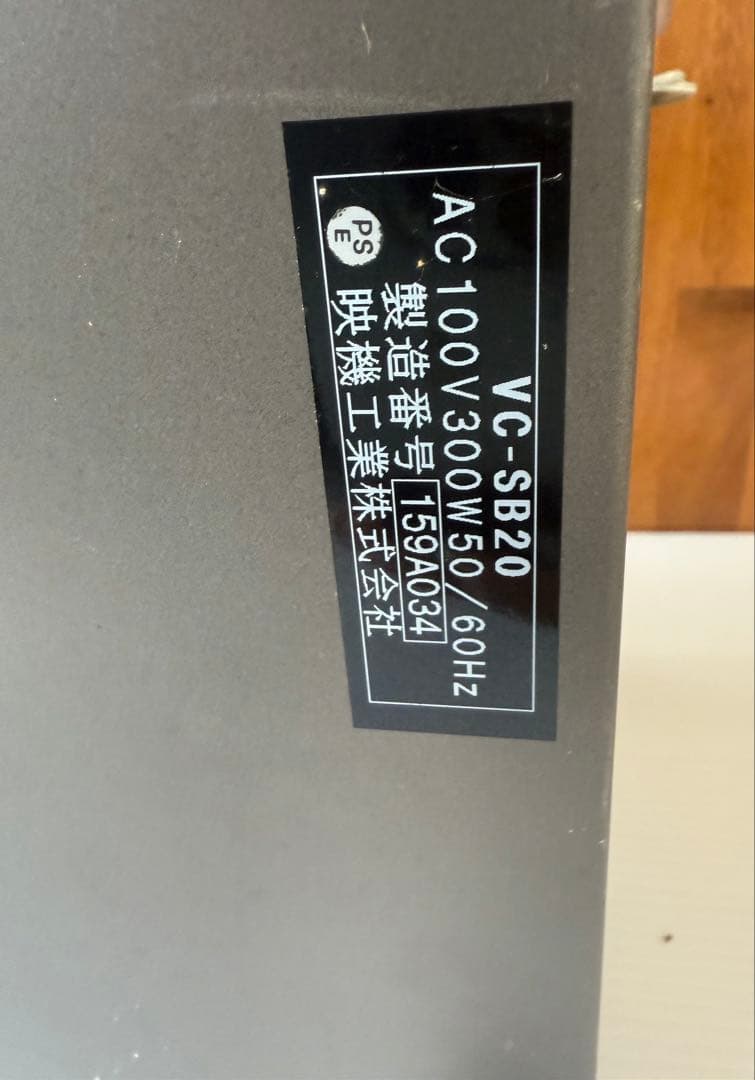 VC-SB20
AC100V300W50/60Hz
製造番号 159A034
PS
E
映機工業株式会社